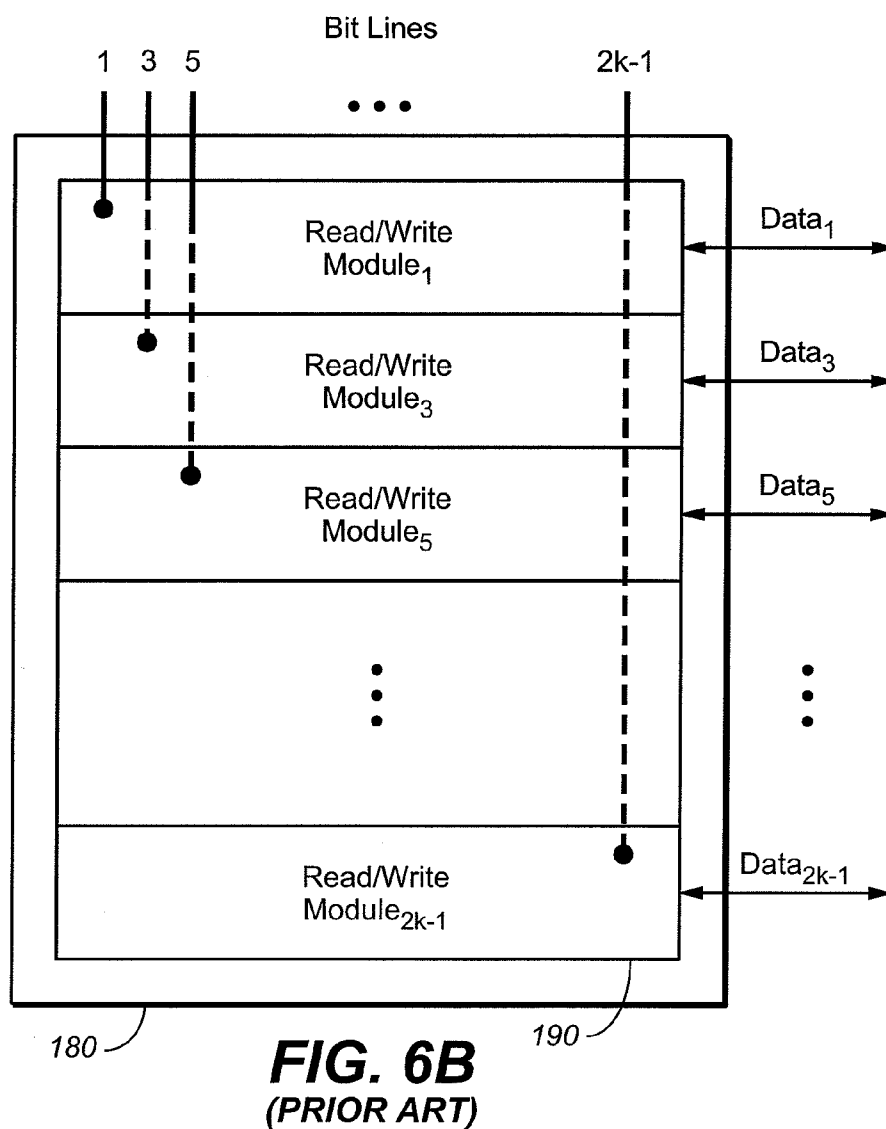 Bit Lines
1 3 5 2k-1
Read/Write
Module1
Data1
Read/Write
Module3
Data3
Read/Write
Module5
Data5
Read/Write
Module2k-1
Data2k-1
180
190
FIG. 6B
(PRIOR ART)